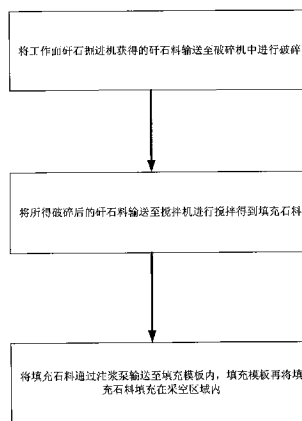 将工作面矸石掘进机获得的矸石料输送至破碎机中进行破碎
将所得破碎后的矸石料输送至搅拌机进行搅拌得到填充石料
将填充石料通过注浆泵输送至填充模板内，填充模板再将填
充石料填充在采空区域内